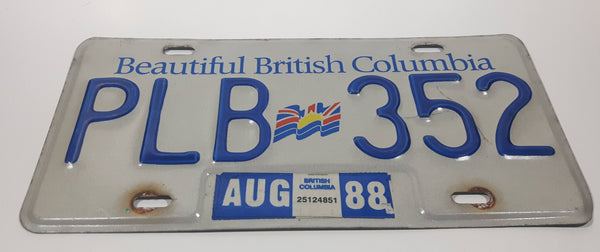 Beautiful British Columbia
PLB 352
AUG BRITISH COLUMBIA 25124851 88